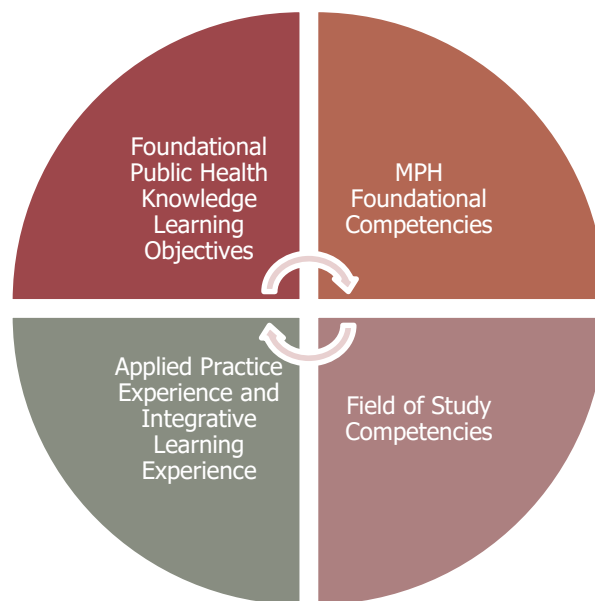 Foundational
Public Health
Knowledge
Learning
Objectives
MPH
Foundational
Competencies
Applied Practice
Experience and
Integrative
Learning
Experience
Field of Study
Competencies